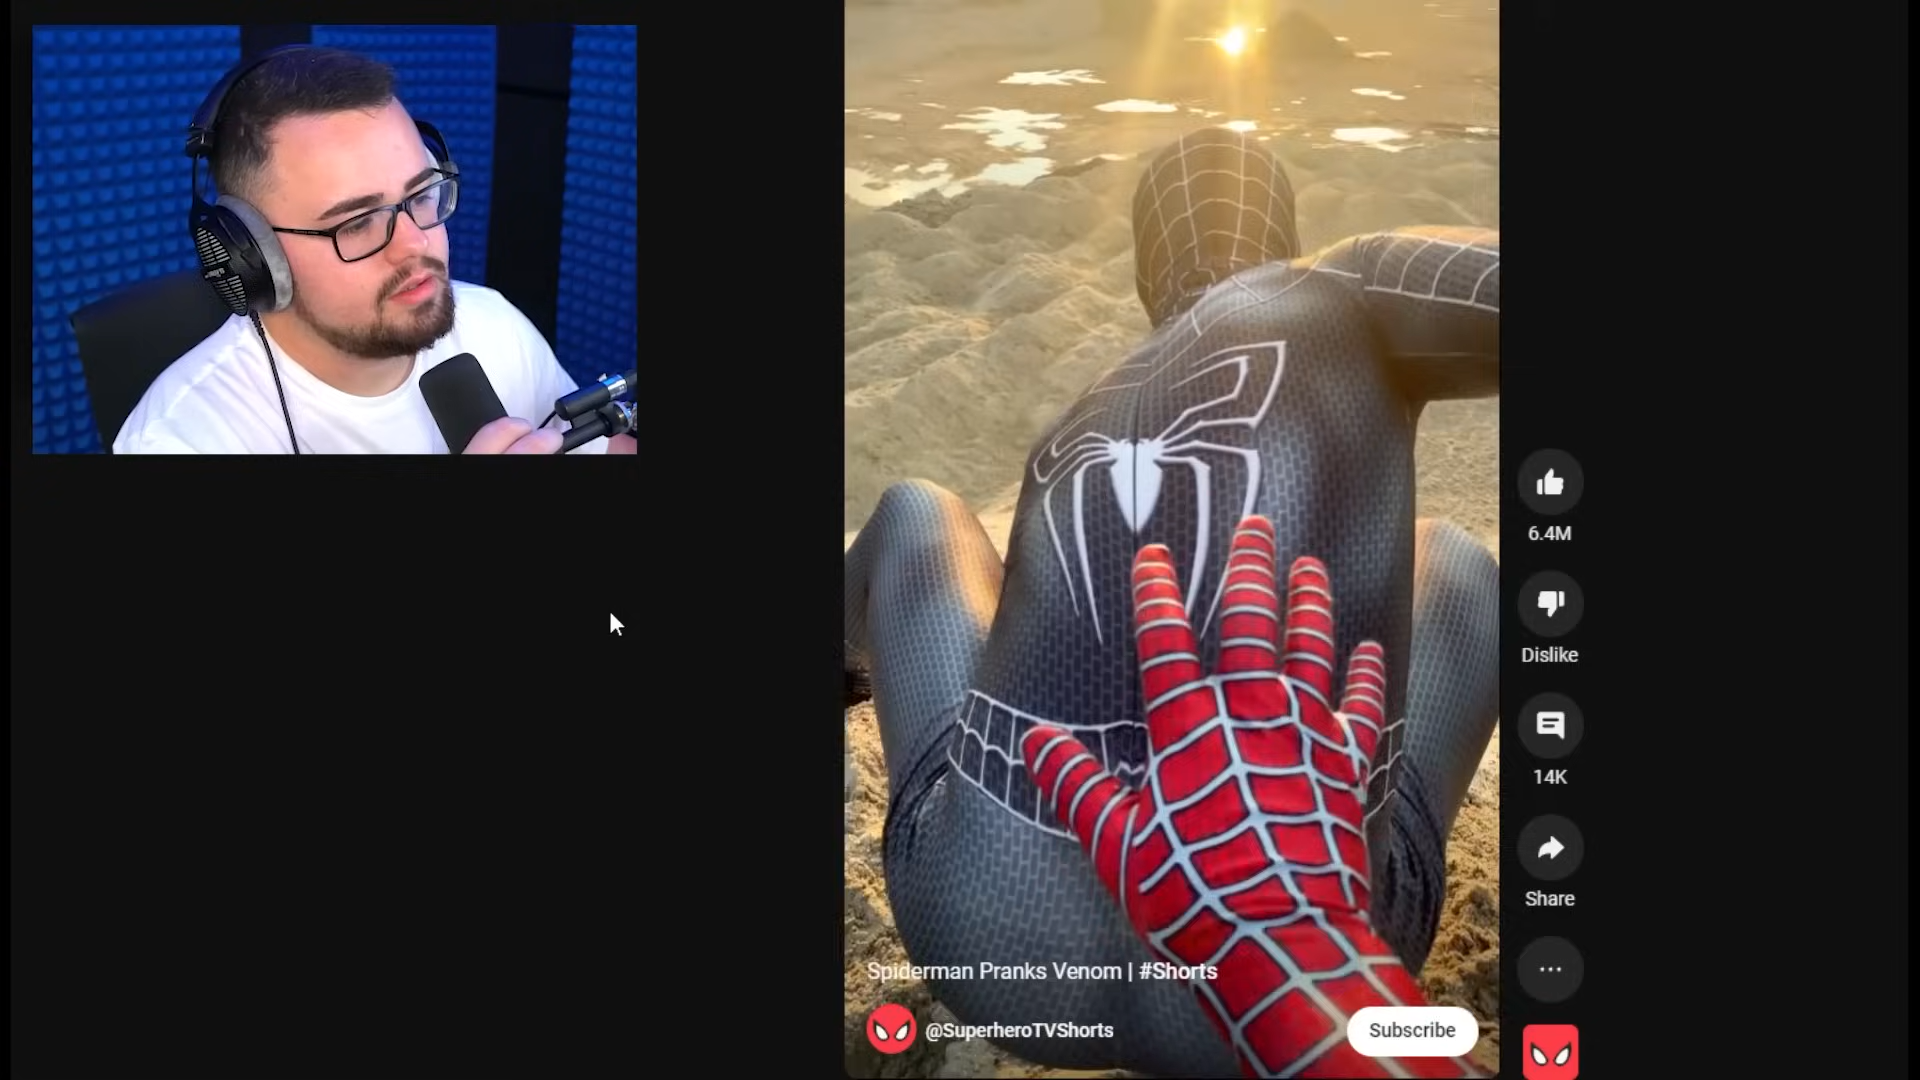 6.4M
Dislike
14K
Share
Spiderman Pranks Venom | #Shorts
@SuperheroTVShorts
Subscribe